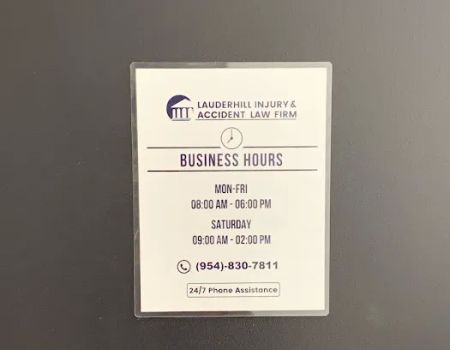 LAUDERHILL INJURY &
ACCIDENT LAW FIRM
BUSINESS HOURS
MON-FRI
08:00 AM - 06:00 PM
SATURDAY
09:00 AM - 02:00 PM
(954)-830-7811
24/7 Phone Assistance